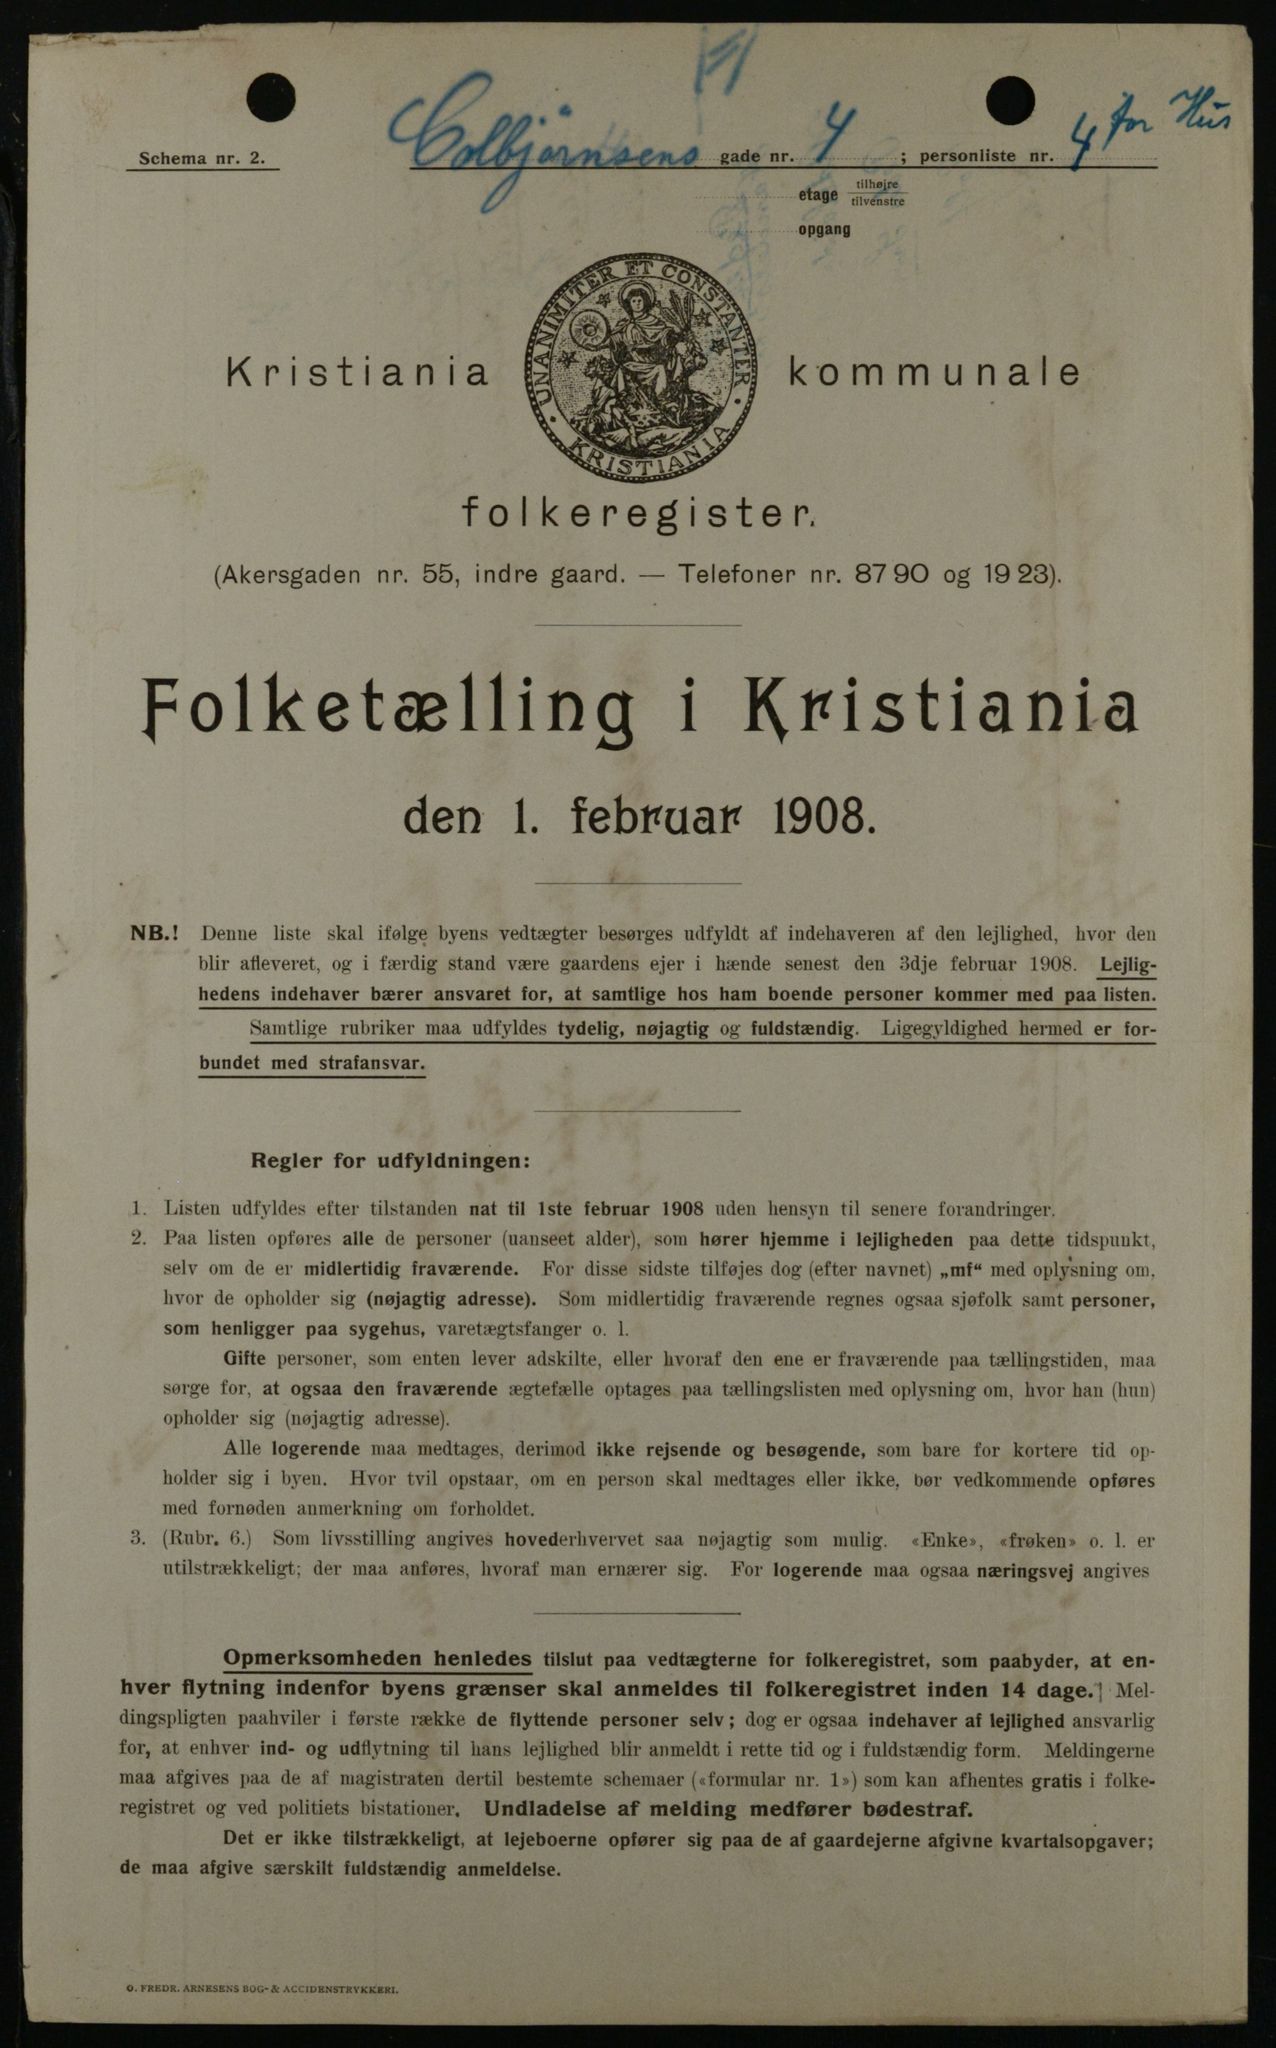 Schema nr. 2. Colbjørnsens gade nr. 4 ; personliste nr. 4 for Hus
etage tilhøjre
tilvenstre
opgang
UNANIMITER ET CONSTANTER
KRISTIANIA
Kristiania kommunale
folkeregister.
(Akersgaden nr. 55, indre gaard. — Telefoner nr. 87 90 og 19 23).
Folketælling i Kristiania
den 1. februar 1908.
NB.! Denne liste skal ifølge byens vedtægter besørges udfyldt af indehaveren af den lejlighed, hvor den
blir afleveret, og i færdig stand være gaardens ejer i hænde senest den 3dje februar 1908. Lejlig-
hedens indehaver bærer ansvaret for, at samtlige hos ham boende personer kommer med paa listen.
Samtlige rubriker maa udfyldes tydelig, nøjagtig og fuldstændig. Ligegyldighed hermed er for-
bundet med strafansvar.
Regler for udfyldningen:
1. Listen udfyldes efter tilstanden nat til 1ste februar 1908 uden hensyn til senere forandringer.
2. Paa listen opføres alle de personer (uanseet alder), som hører hjemme i lejligheden paa dette tidspunkt,
selv om de er midlertidig fraværende. For disse sidste tilføjes dog (efter navnet) „mf“ med oplysning om,
hvor de opholder sig (nøjagtig adresse). Som midlertidig fraværende regnes ogsaa sjøfolk samt personer,
som henligger paa sygehus, varetægtsfanger o. l.
Gifte personer, som enten lever adskilte, eller hvoraf den ene er fraværende paa tællingstiden, maa
sørge for, at ogsaa den fraværende ægtefælle optages paa tællingslisten med oplysning om, hvor han (hun)
opholder sig (nøjagtig adresse).
Alle logerende maa medtages, derimod ikke rejsende og besøgende, som bare for kortere tid op-
holder sig i byen. Hvor tvil opstaar, om en person skal medtages eller ikke, bør vedkommende opføres
med fornøden anmerkning om forholdet.
3. (Rubr. 6.) Som livsstilling angives hovederhvervet saa nøjagtig som mulig. «Enke», «frøken» o. l. er
utilstrækkeligt; der maa anføres, hvoraf man ernærer sig. For logerende maa ogsaa næringsvej angives
Opmerksomheden henledes tilslut paa vedtægterne for folkeregistret, som paabyder, at en-
hver flytning indenfor byens grænser skal anmeldes til folkeregistret inden 14 dage. Mel-
dingspligten paahviler i første række de flyttende personer selv; dog er ogsaa indehaver af lejlighed ansvarlig
for, at enhver ind- og udflytning til hans lejlighed blir anmeldt i rette tid og i fuldstændig form. Meldingerne
maa afgives paa de af magistraten dertil bestemte schemaer («formular nr. 1») som kan afhentes gratis i folke-
registret og ved politiets bistationer. Undladelse af melding medfører bødestraf.
Det er ikke tilstrækkeligt, at lejeboerne opfører sig paa de af gaardejerne afgivne kvartalsopgaver;
de maa afgive særskilt fuldstændig anmeldelse.
O. FREDR. ARNESENS BOG- & ACCIDENSTRYKKERI.